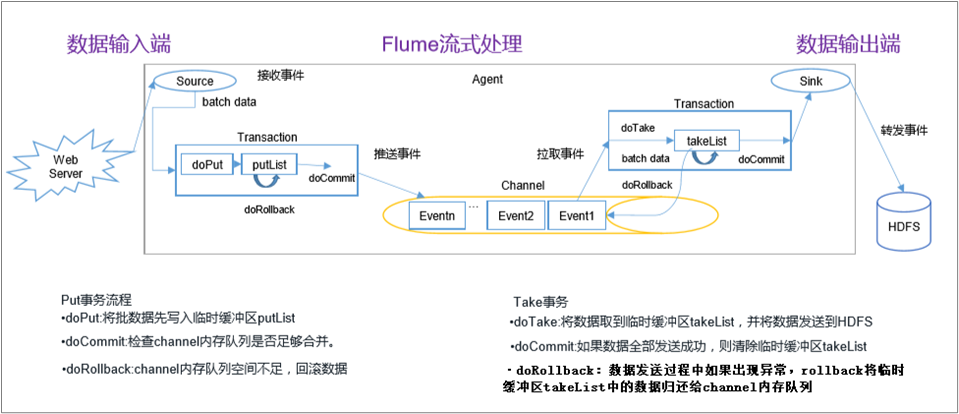 数据输入端
Flume流式处理
数据输出端
Source
接收事件
Agent
Sink
batch data
Transaction
Transaction
Web
Server
doPut
putList
doCommit
doRollback
推送事件
拉取事件
doTake
batch data
takeList
doCommit
doRollback
转发事件
Channel
Eventn
...
Event2
Event1
HDFS
Put事务流程
•doPut:将批数据先写入临时缓冲区putList
•doCommit:检查channel内存队列是否足够合并。
•doRollback:channel内存队列空间不足，回滚数据
Take事务
•doTake:将数据取到临时缓冲区takeList，并将数据发送到HDFS
•doCommit:如果数据全部发送成功，则清除临时缓冲区takeList
·doRollback：数据发送过程中如果出现异常，rollback将临时
缓冲区takeList中的数据归还给channel内存队列